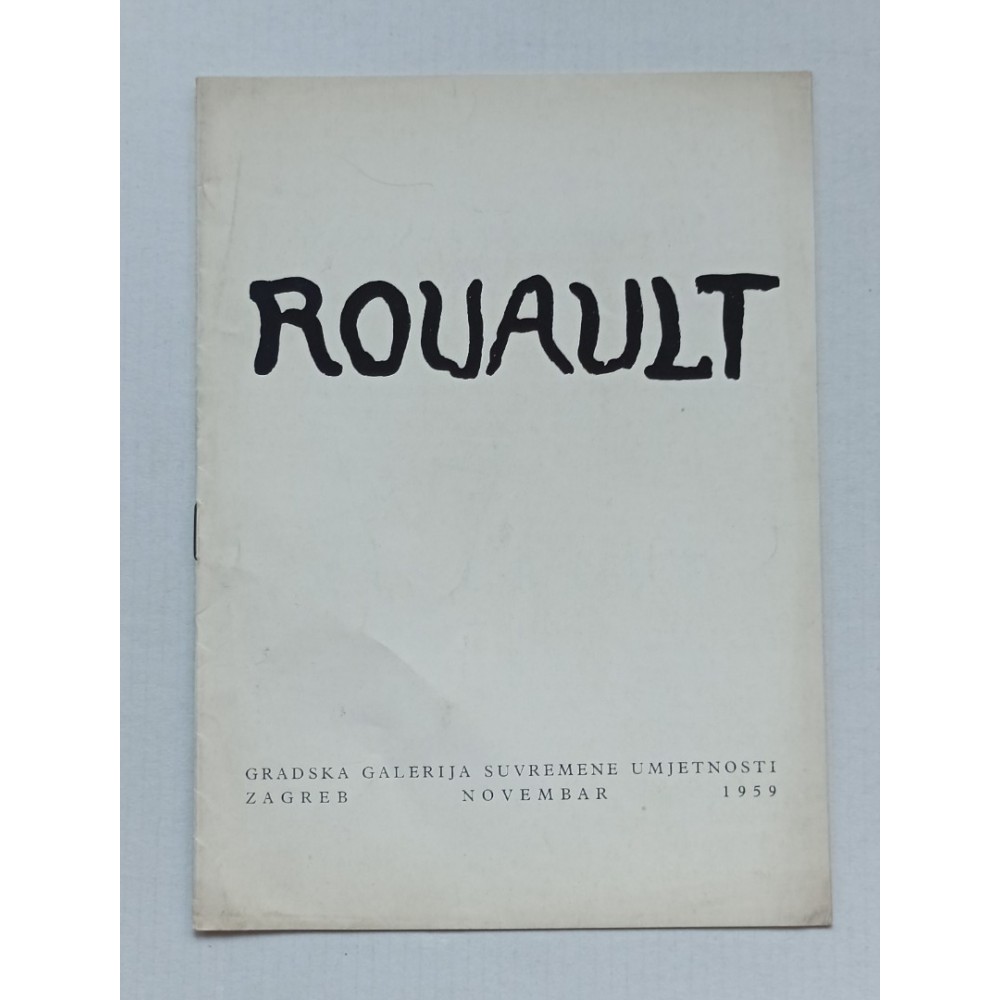 ROUAULT
GRADSKA GALERIJA SUVREMENE UMJETNOSTI
ZAGREB NOVEMBAR 1959